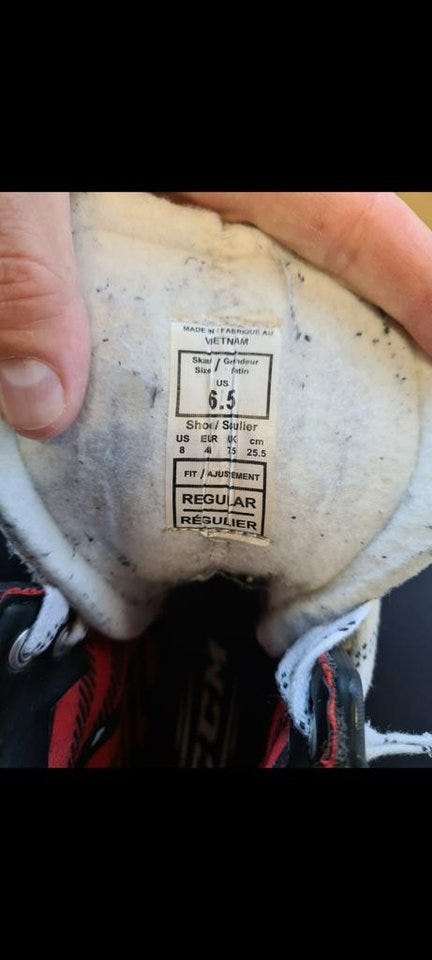 MADE IN / FABRIQUÉ AU
VIETNAM
Skate / Grandeur
Size Patin
US
6.5
Shoe / Soulier
US EUR UK cm
8 7.5 25.5
FIT / AJUSTEMENT
REGULAR
RÉGULIER
CCM